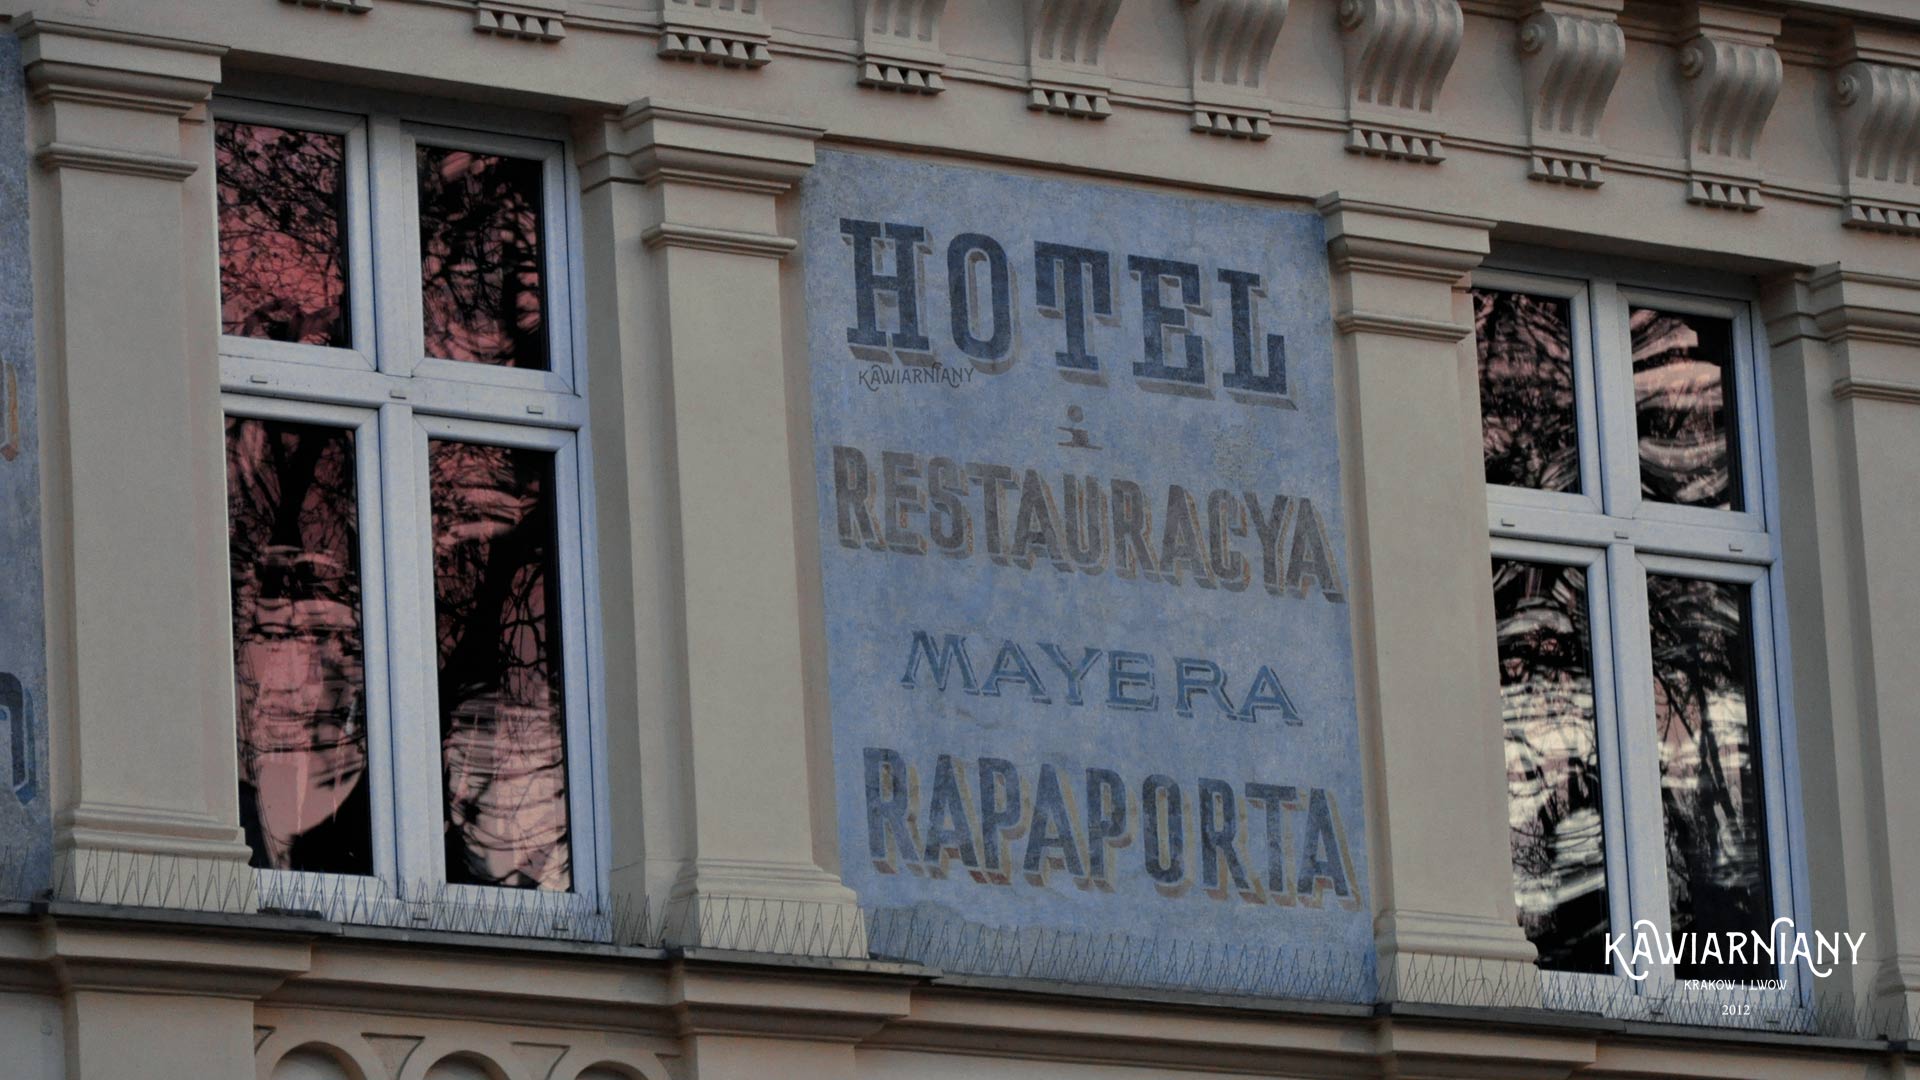 HOTEL
KAWIARNIANY
i
RESTAURACYA
MAYERA
RAPAPORTA
KAWIARNIANY
KRAKOW I LWOW
2012